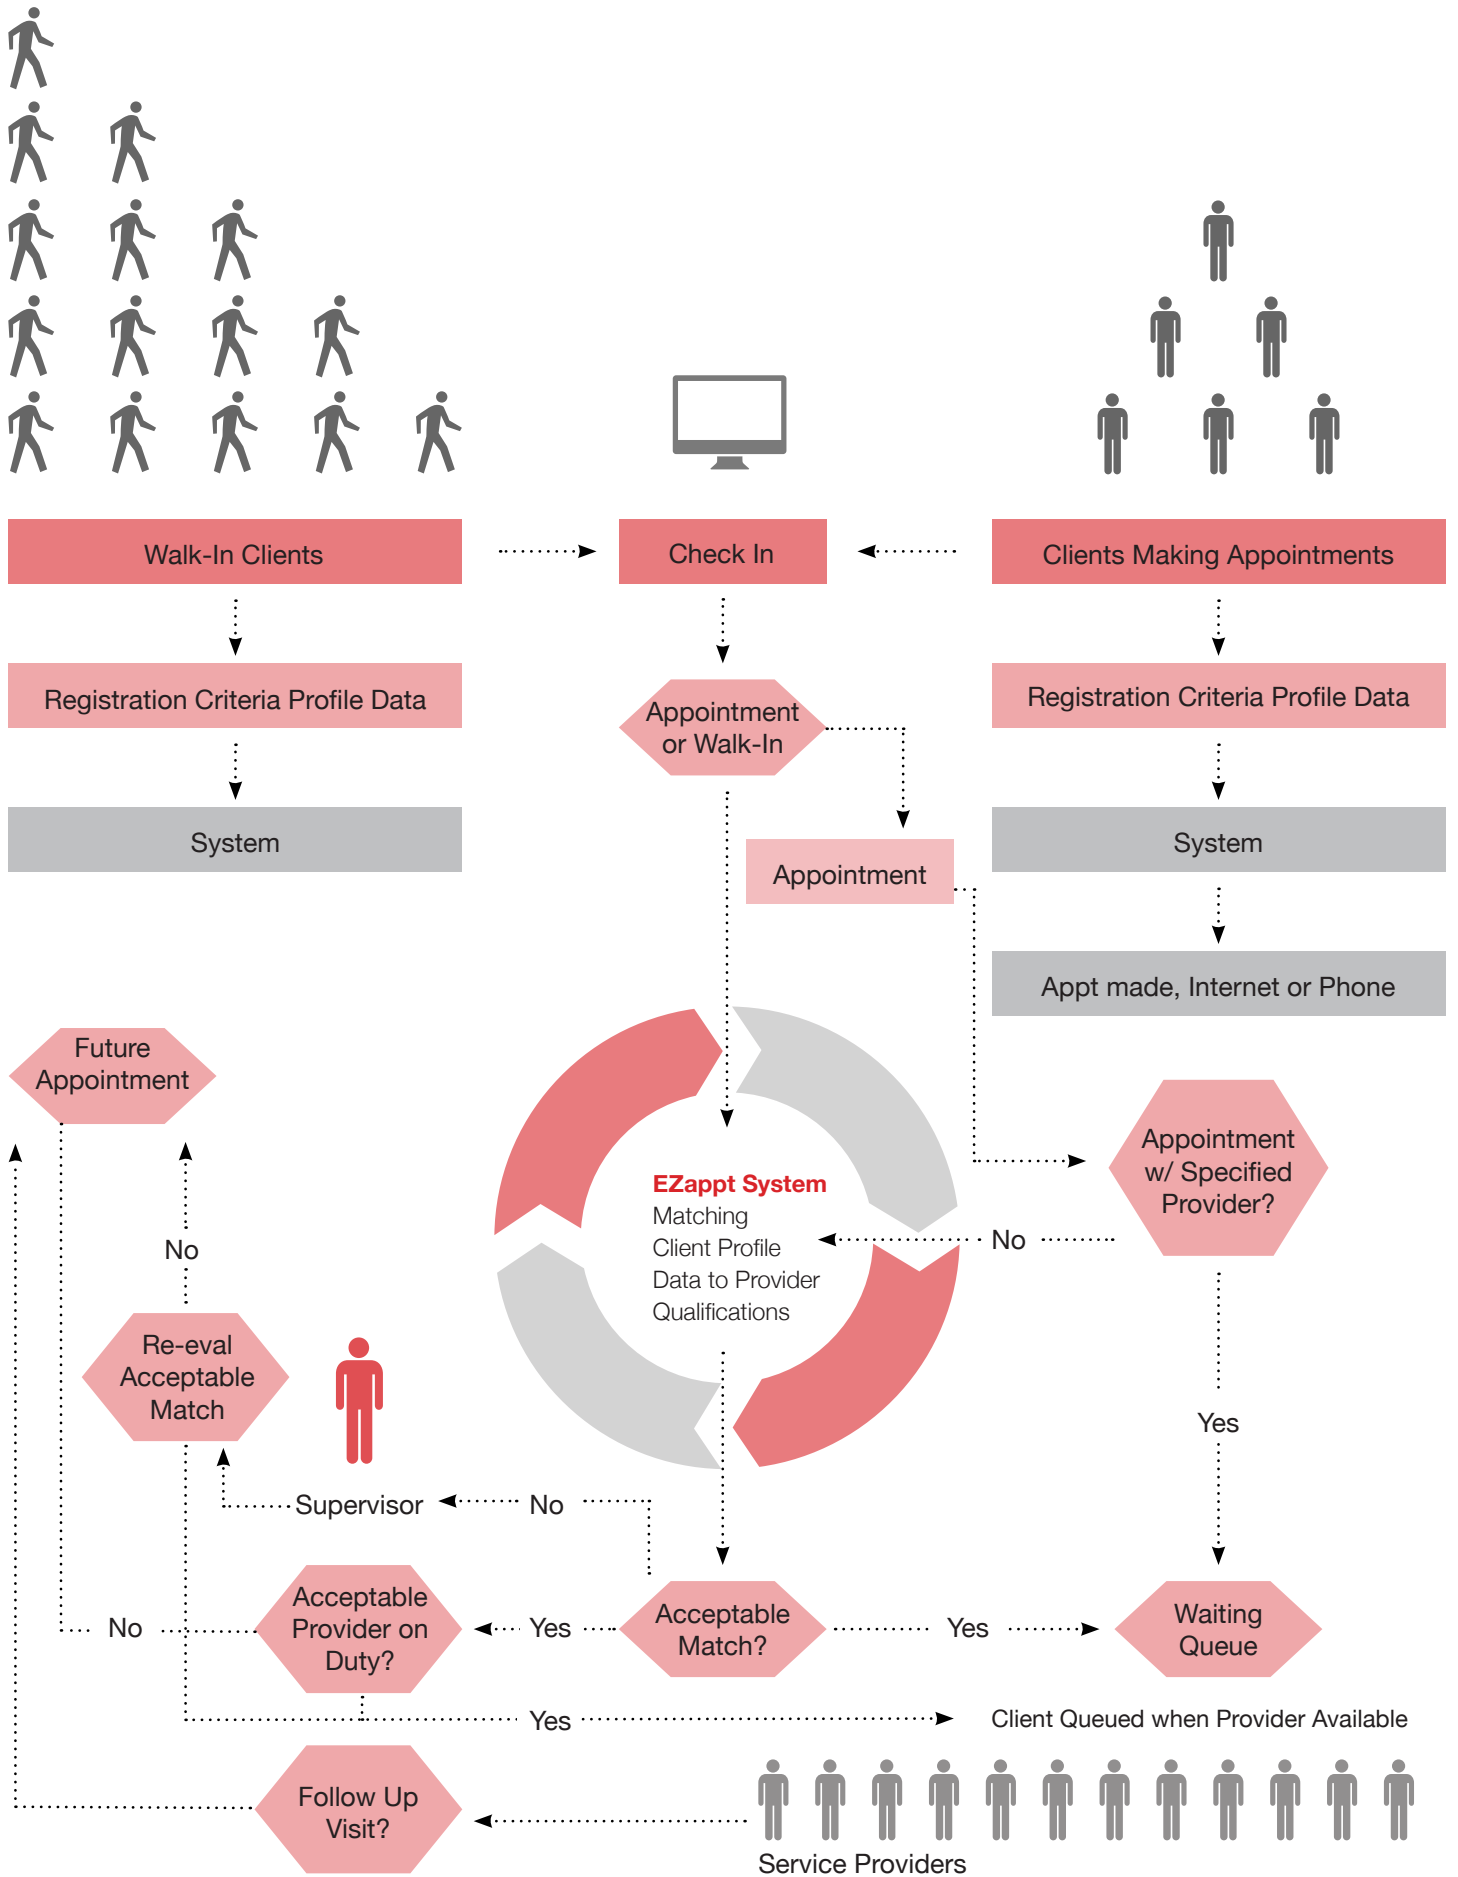 Walk-In Clients
Check In
Clients Making Appointments
Registration Criteria Profile Data
Appointment
or Walk-In
Registration Criteria Profile Data
System
Appointment
System
Appt made, Internet or Phone
Future
Appointment
Appointment
w/ Specified
Provider?
EZappt System
Matching
Client Profile
Data to Provider
Qualifications
No
No
Re-eval
Acceptable
Match
Yes
Supervisor
No
Acceptable
Provider on
Duty?
No
Yes
Acceptable
Match?
Yes
Waiting
Queue
Yes
Client Queued when Provider Available
Follow Up
Visit?
Service Providers